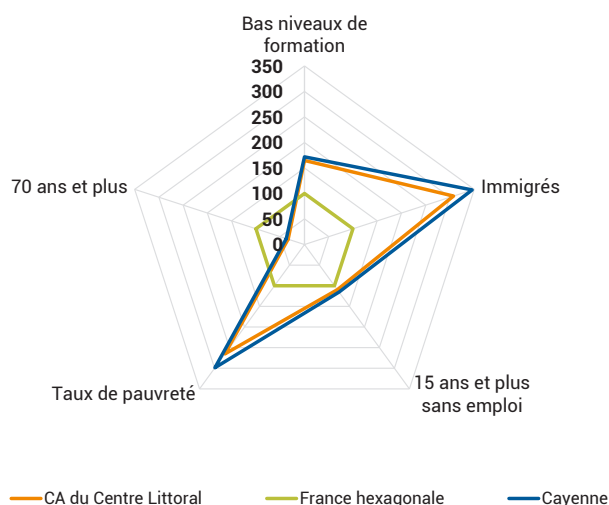 Bas niveaux de
formation
350
300
250
200
150
100
50
0
70 ans et plus
Immigrés
Taux de pauvreté
15 ans et plus
sans emploi
CA du Centre Littoral
France hexagonale
Cayenne